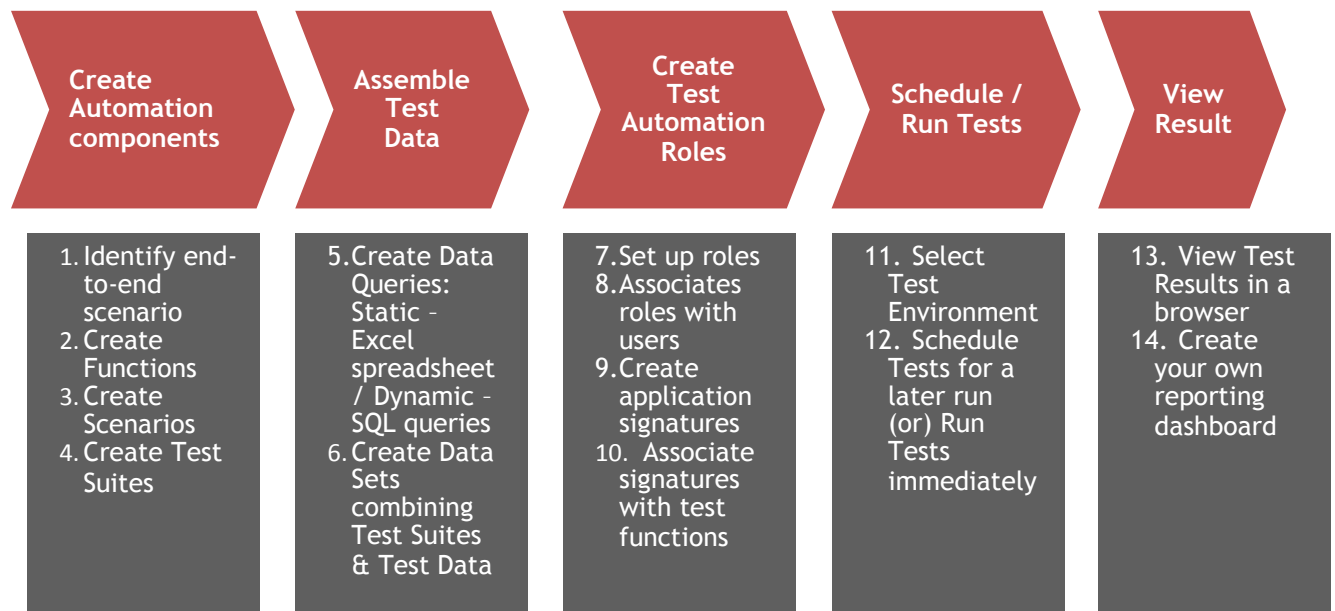 Create
Automation
components
Assemble
Test
Data
Create
Test
Automation
Roles
Schedule /
Run Tests
View
Result
1. Identify end-
to-end
scenario
2. Create
Functions
3. Create
Scenarios
4. Create Test
Suites
5.Create Data
Queries:
Static –
Excel
spreadsheet
/ Dynamic –
SQL queries
6. Create Data
Sets
combining
Test Suites
& Test Data
7.Set up roles
8.Associates
roles with
users
9.Create
application
signatures
10. Associate
signatures
with test
functions
11. Select
Test
Environment
12. Schedule
Tests for a
later run
(or) Run
Tests
immediately
13. View Test
Results in a
browser
14. Create
your own
reporting
dashboard